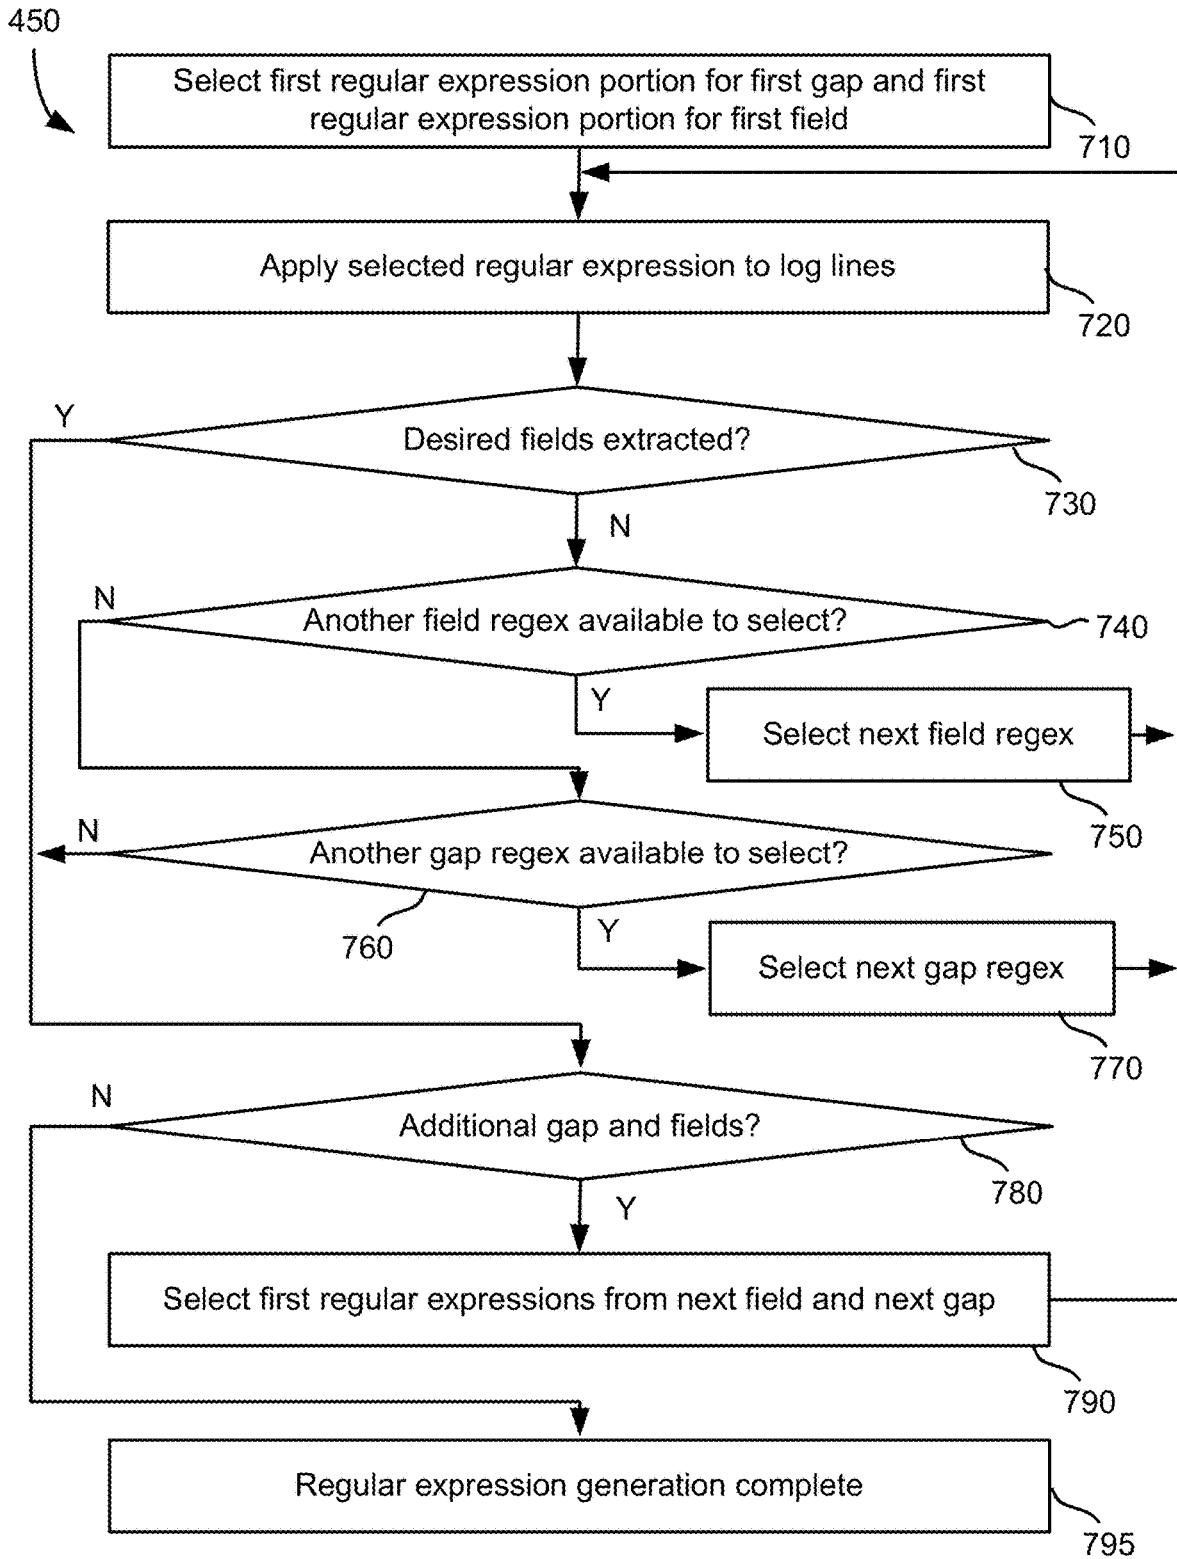 450
Select first regular expression portion for first gap and first
regular expression portion for first field
710
Apply selected regular expression to log lines
720
Y
Desired fields extracted?
730
N
N
Another field regex available to select?
740
Y
Select next field regex
750
N
Another gap regex available to select?
760
Y
Select next gap regex
770
N
Additional gap and fields?
780
Y
Select first regular expressions from next field and next gap
790
Regular expression generation complete
795